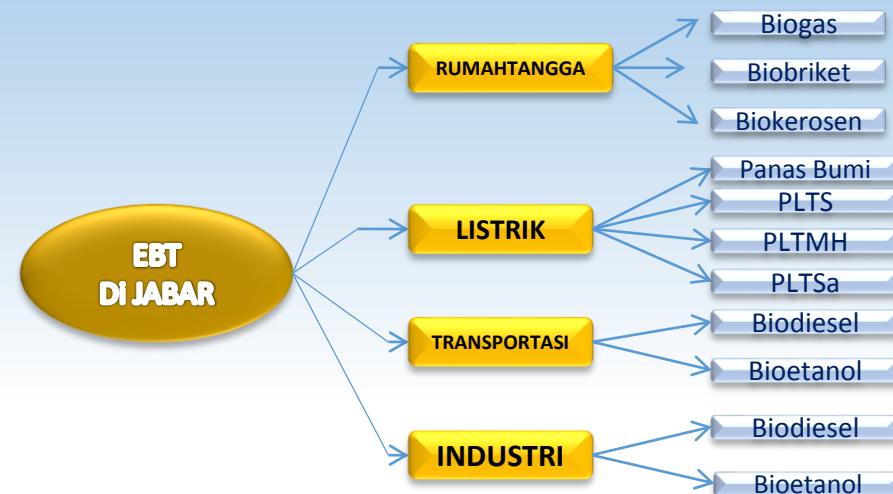 EBT
Di JABAR
RUMAHTANGGA
Biogas
Biobriket
Biokerosen
LISTRIK
Panas Bumi
PLTS
PLTMH
PLTSa
TRANSPORTASI
Biodiesel
Bioetanol
INDUSTRI
Biodiesel
Bioetanol